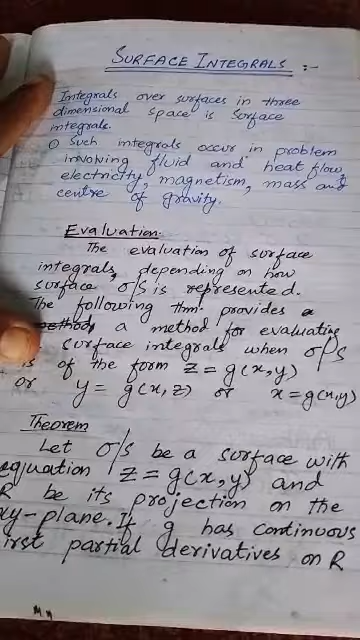 SURFACE INTEGRALS :-
Integrals over surfaces in three
dimensional space is surface
integrals.
⊙ Such integrals occur in problem
involving fluid and heat flow,
electricity, magnetism, mass and
centre of gravity.
Evaluation-
The evaluation of surface
integrals, depending on how
surface σ/s is represented.
The following thm. provides a
method, a method for evaluating
surface integrals when σ/s
is of the form z = g(x,y)
or y = g(x,z) or x = g(x,y)
Theorem
Let σ/s be a surface with
equation z = g(x,y) and
R be its projection on the
xy-plane. If g has continuous
first partial derivatives on R